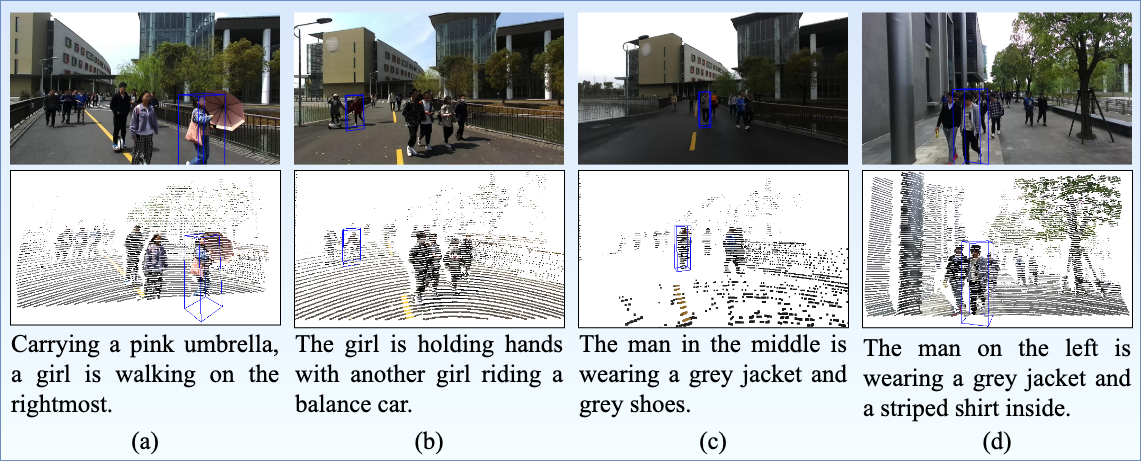 Carrying a pink umbrella,
a girl is walking on the
rightmost.
(a)
The girl is holding hands
with another girl riding a
balance car.
(b)
The man in the middle is
wearing a grey jacket and
grey shoes.
(c)
The man on the left is
wearing a grey jacket and
a striped shirt inside.
(d)